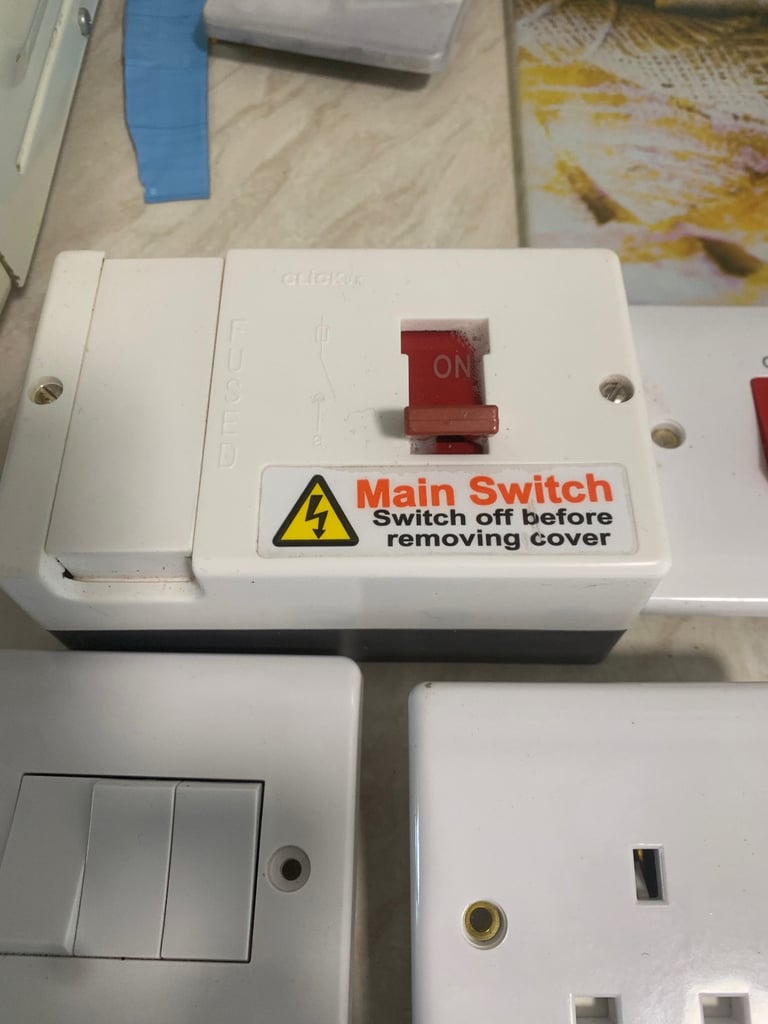 CLICK
FUSED
ON
Main Switch
Switch off before
removing cover